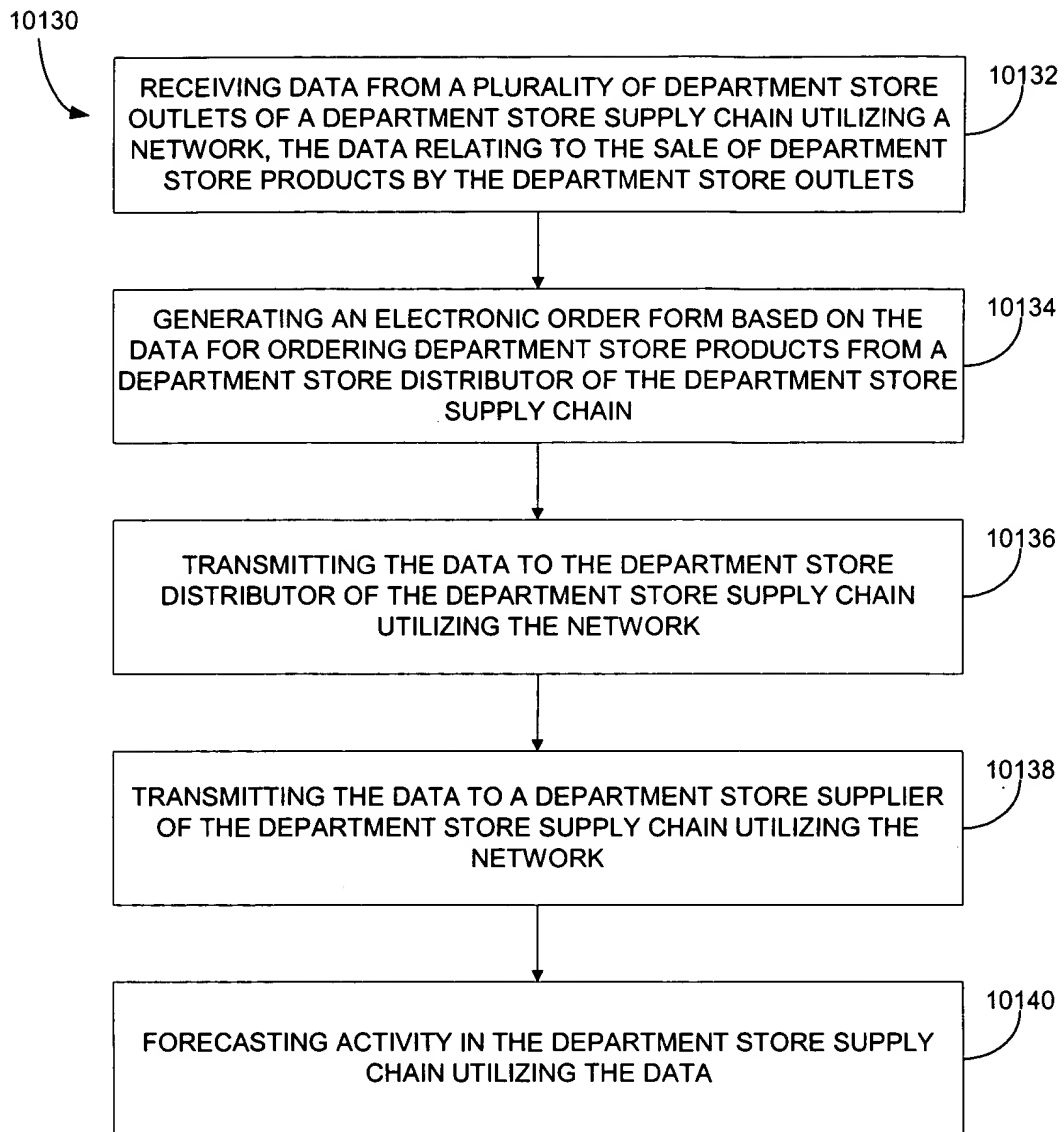 10130
RECEIVING DATA FROM A PLURALITY OF DEPARTMENT STORE
OUTLETS OF A DEPARTMENT STORE SUPPLY CHAIN UTILIZING A
NETWORK, THE DATA RELATING TO THE SALE OF DEPARTMENT
STORE PRODUCTS BY THE DEPARTMENT STORE OUTLETS
10132
GENERATING AN ELECTRONIC ORDER FORM BASED ON THE
DATA FOR ORDERING DEPARTMENT STORE PRODUCTS FROM A
DEPARTMENT STORE DISTRIBUTOR OF THE DEPARTMENT STORE
SUPPLY CHAIN
10134
TRANSMITTING THE DATA TO THE DEPARTMENT STORE
DISTRIBUTOR OF THE DEPARTMENT STORE SUPPLY CHAIN
UTILIZING THE NETWORK
10136
TRANSMITTING THE DATA TO A DEPARTMENT STORE SUPPLIER
OF THE DEPARTMENT STORE SUPPLY CHAIN UTILIZING THE
NETWORK
10138
FORECASTING ACTIVITY IN THE DEPARTMENT STORE SUPPLY
CHAIN UTILIZING THE DATA
10140